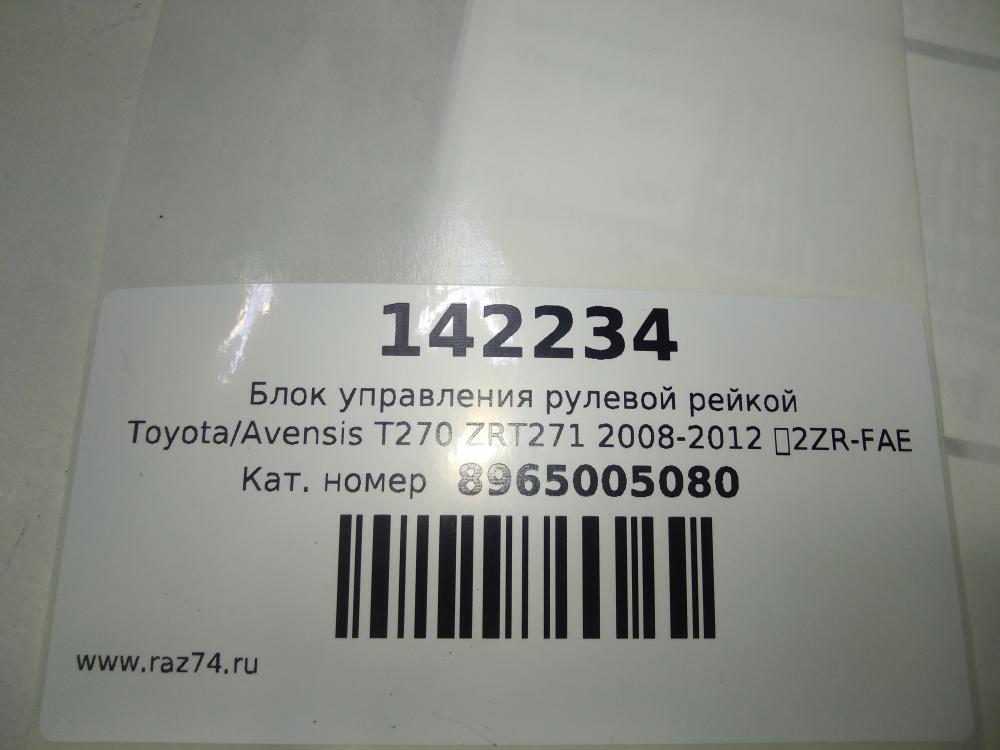 142234
Блок управления рулевой рейкой
Toyota/Avensis T270 ZRT271 2008-2012 ▯2ZR-FAE
Кат. номер 8965005080
www.raz74.ru